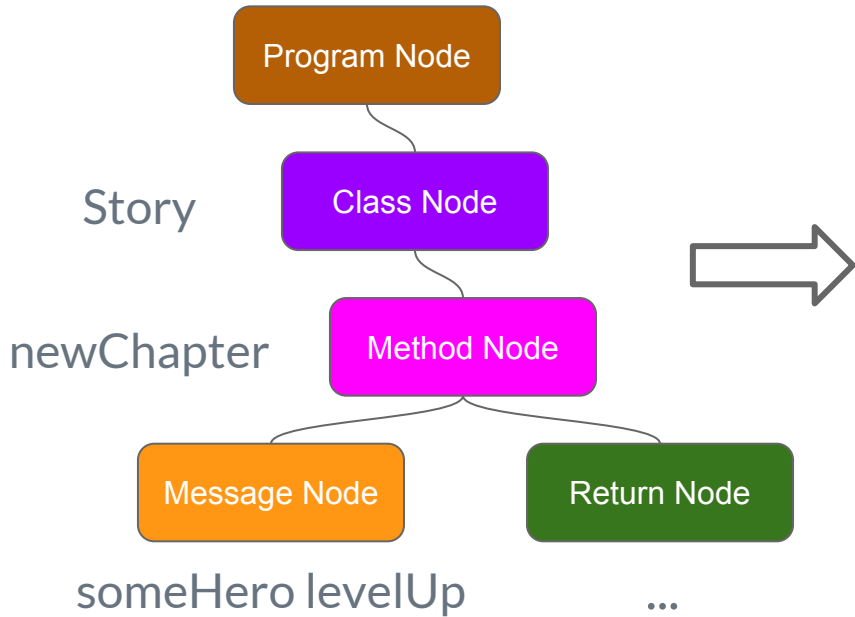 Program Node
Story
Class Node
newChapter
Method Node
Message Node
Return Node
someHero levelUp
...